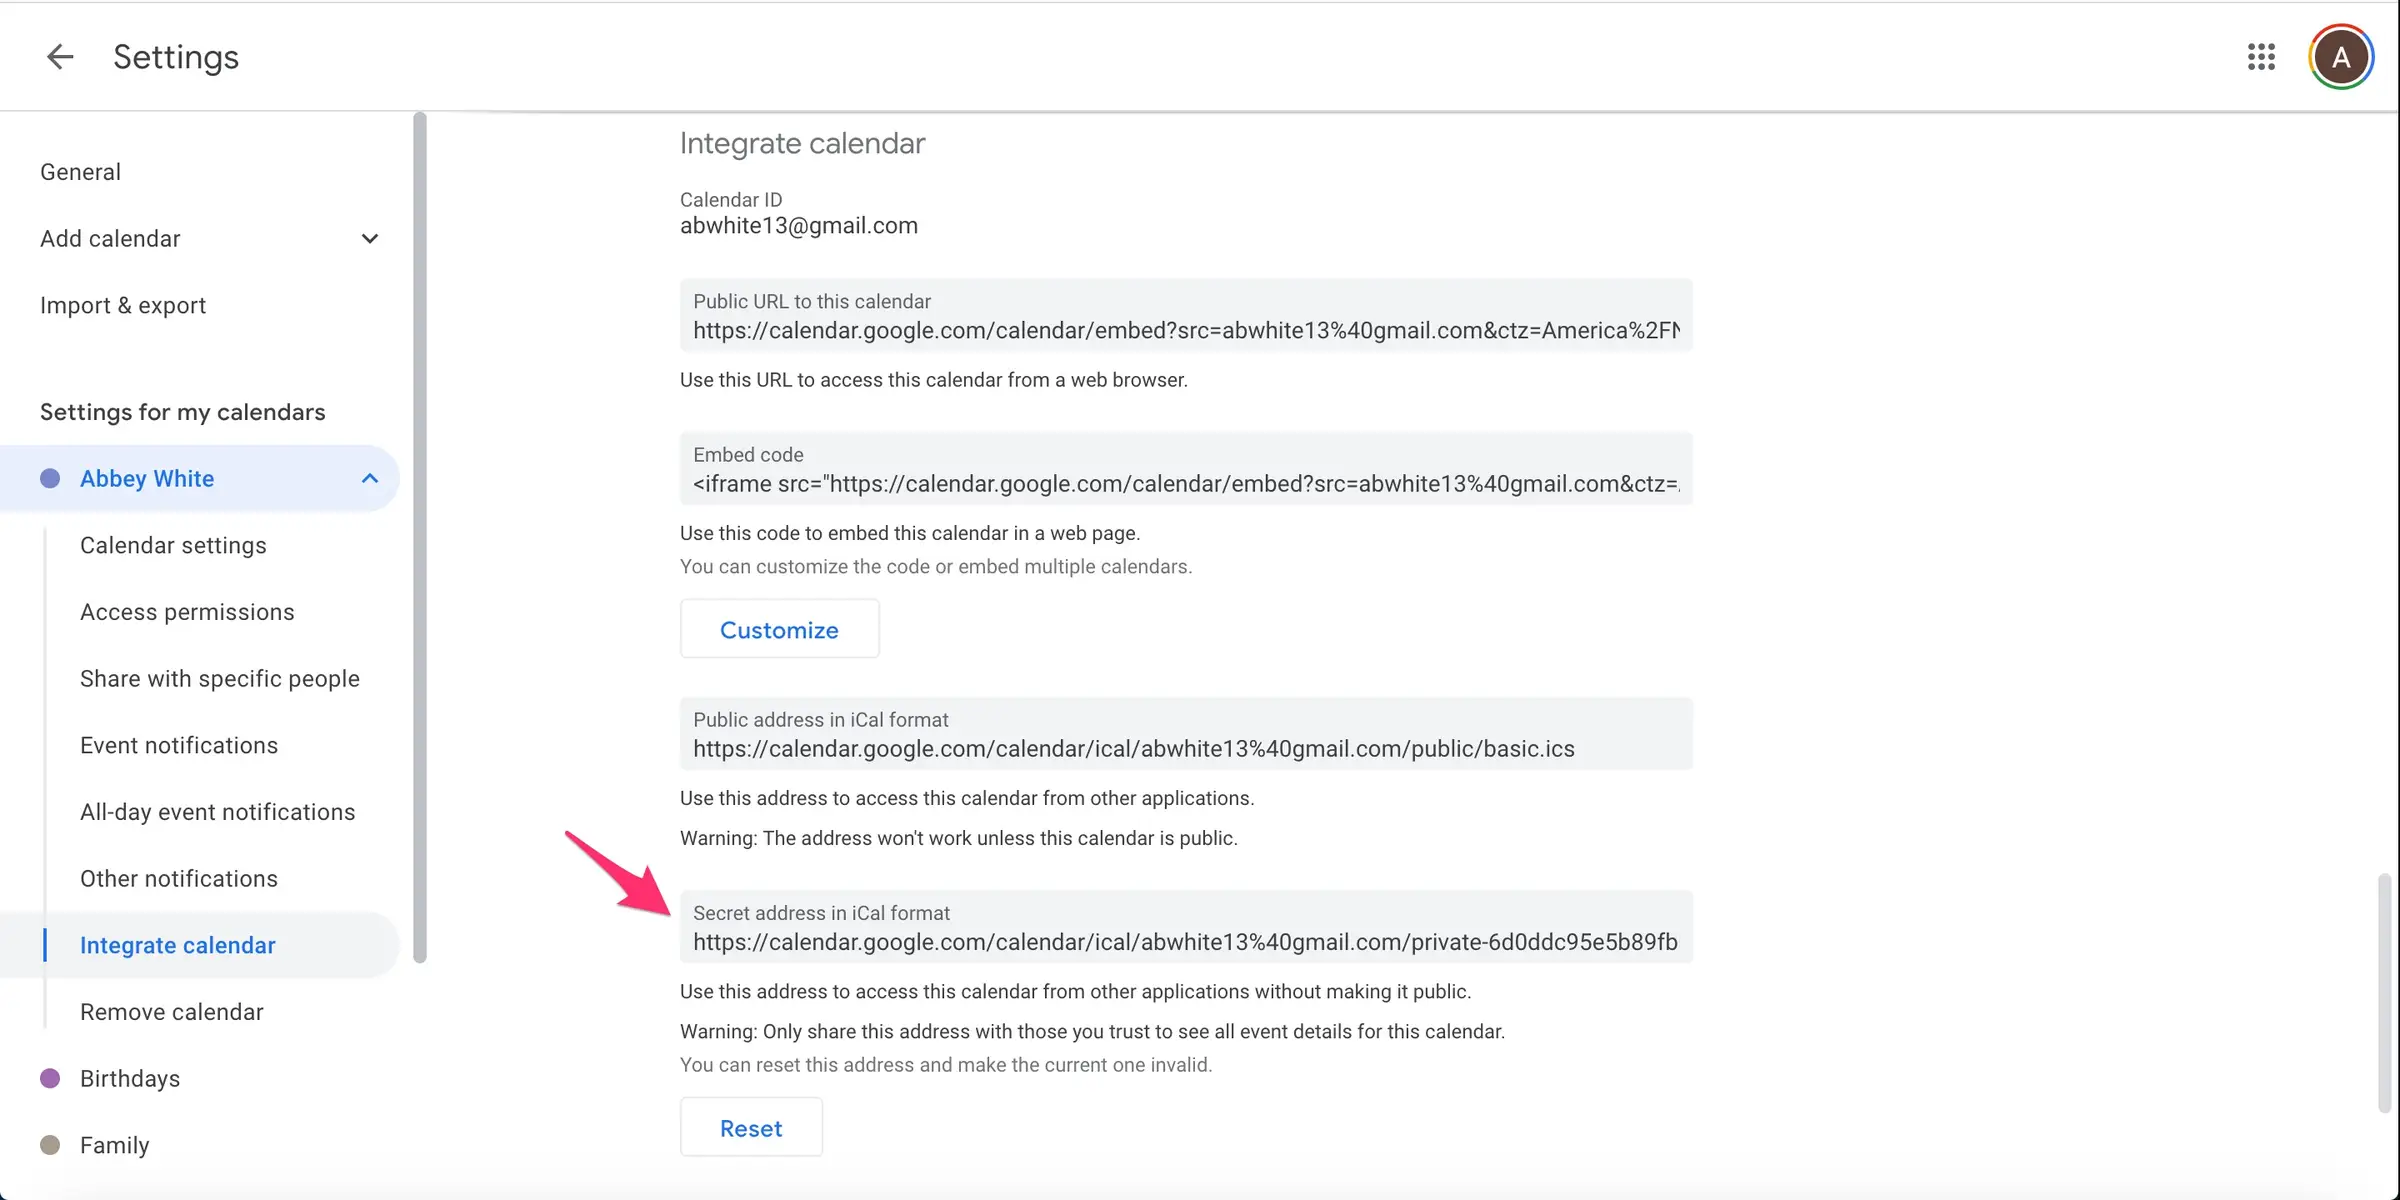 Settings
A
General
Add calendar
Import & export
Settings for my calendars
Abbey White
Calendar settings
Access permissions
Share with specific people
Event notifications
All-day event notifications
Other notifications
Integrate calendar
Remove calendar
Birthdays
Family
Integrate calendar
Calendar ID
abwhite13@gmail.com
Public URL to this calendar
https://calendar.google.com/calendar/embed?src=abwhite13%40gmail.com&ctz=America%2FN
Use this URL to access this calendar from a web browser.
Embed code
<iframe src="https://calendar.google.com/calendar/embed?src=abwhite13%40gmail.com&ctz=
Use this code to embed this calendar in a web page.
You can customize the code or embed multiple calendars.
Customize
Public address in iCal format
https://calendar.google.com/calendar/ical/abwhite13%40gmail.com/public/basic.ics
Use this address to access this calendar from other applications.
Warning: The address won't work unless this calendar is public.
Secret address in iCal format
https://calendar.google.com/calendar/ical/abwhite13%40gmail.com/private-6d0ddc95e5b89fb
Use this address to access this calendar from other applications without making it public.
Warning: Only share this address with those you trust to see all event details for this calendar.
You can reset this address and make the current one invalid.
Reset